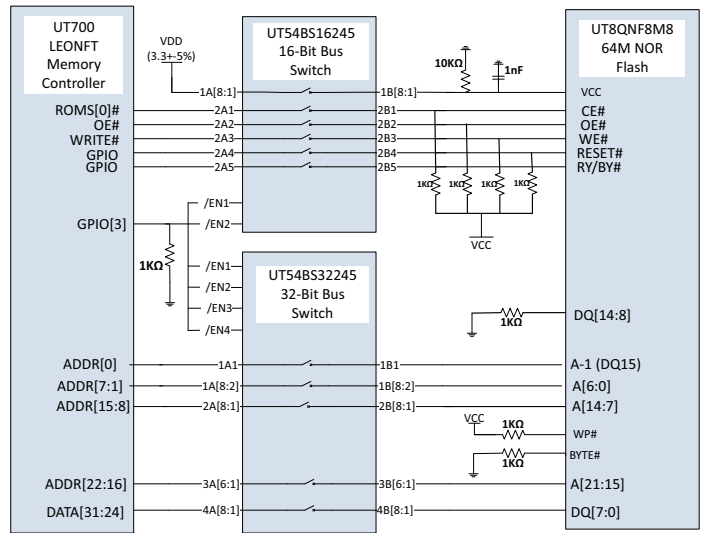 UT700
LEONFT
Memory
Controller
VDD
(3.3+-5%)
UT54BS16245
16-Bit Bus
Switch
10KΩ
1nF
UT8QNF8M8
64M NOR
Flash
1A[8:1]
1B[8:1]
VCC
ROMS[0]#
2A1
2B1
CE#
OE#
2A2
2B2
OE#
WRITE#
2A3
2B3
WE#
GPIO
2A4
2B4
RESET#
GPIO
2A5
2B5
RY/BY#
1KΩ
1KΩ
1KΩ
1KΩ
/EN1
GPIO[3]
/EN2
VCC
1KΩ
/EN1
/EN2
/EN3
/EN4
UT54BS32245
32-Bit Bus
Switch
1KΩ
DQ[14:8]
ADDR[0]
1A1
1B1
A-1 (DQ15)
ADDR[7:1]
1A[8:2]
1B[8:2]
A[6:0]
ADDR[15:8]
2A[8:1]
2B[8:1]
A[14:7]
VCC
1KΩ
WP#
BYTE#
1KΩ
ADDR[22:16]
3A[6:1]
3B[6:1]
A[21:15]
DATA[31:24]
4A[8:1]
4B[8:1]
DQ[7:0]